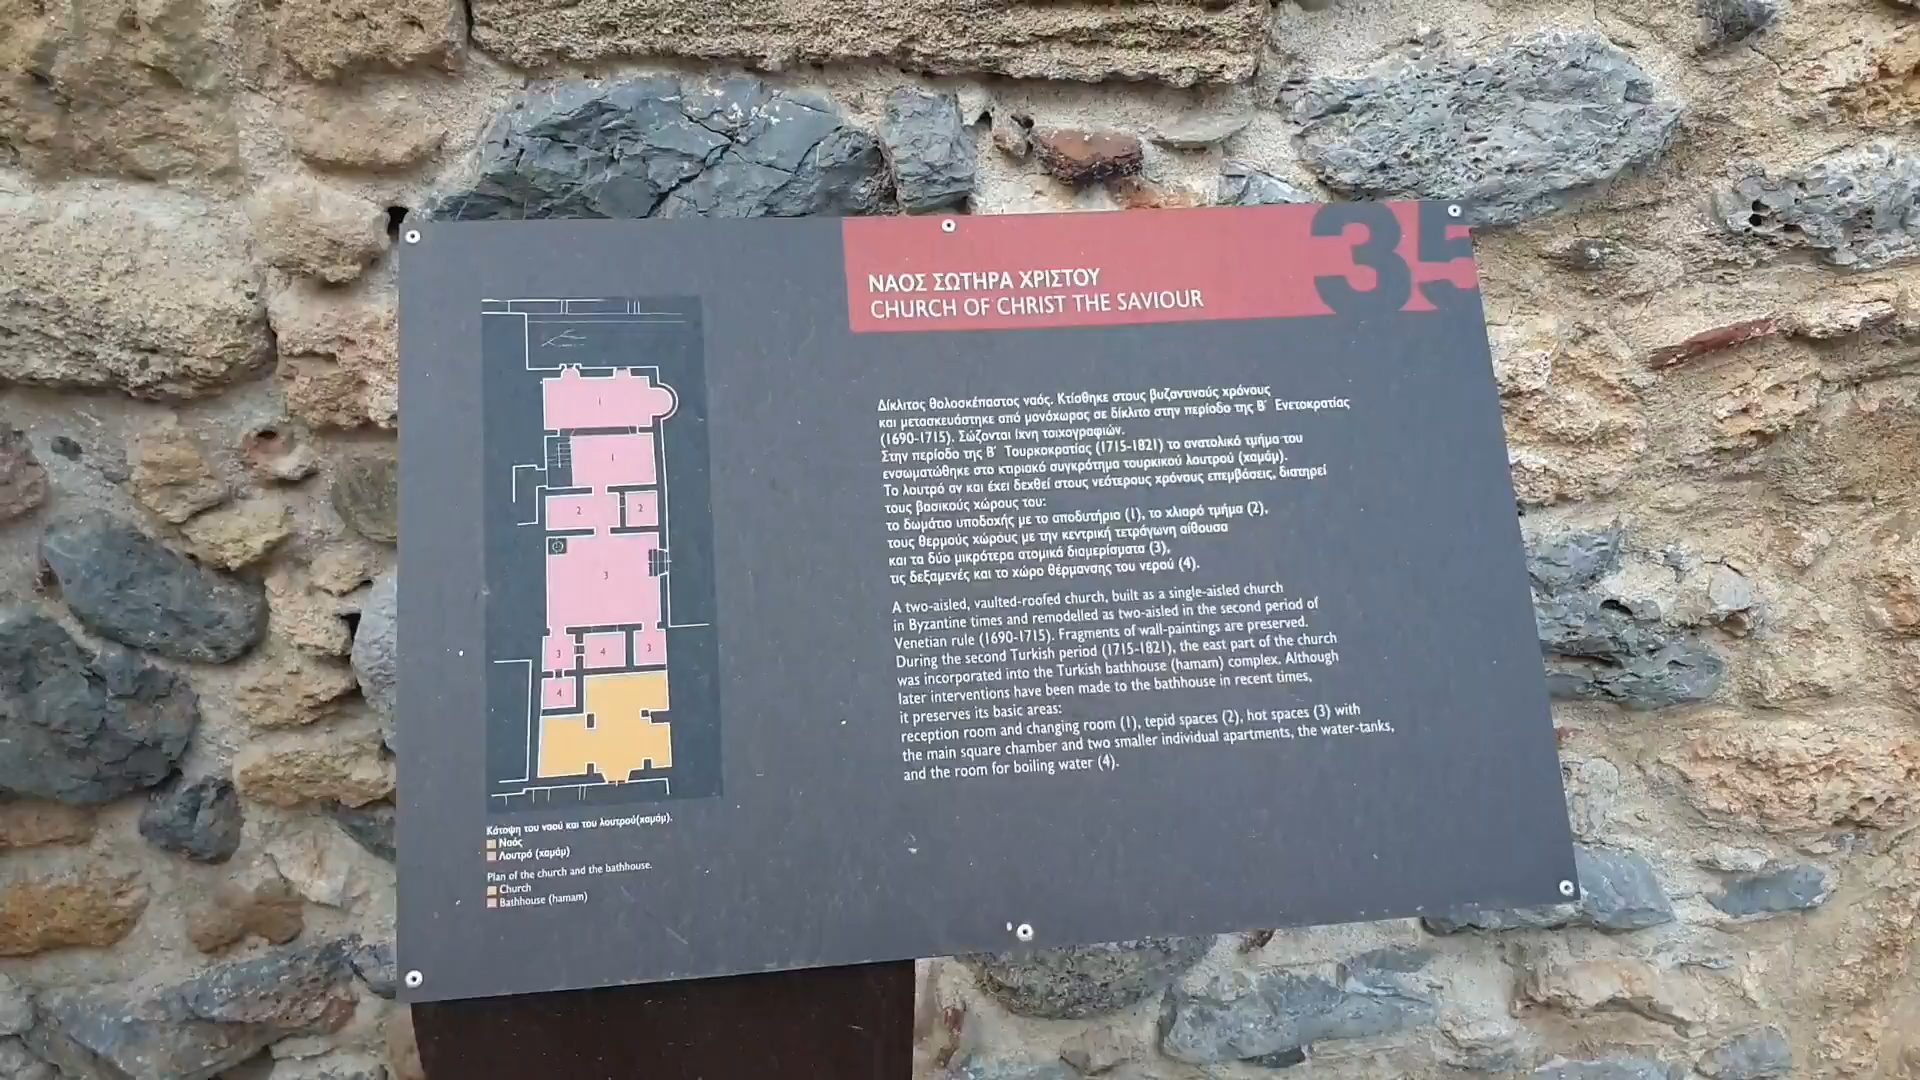 35
ΝΑΟΣ ΣΩΤΗΡΑ ΧΡΙΣΤΟΥ
CHURCH OF CHRIST THE SAVIOUR
Δίκλιτος θολοσκέπαστος ναός. Κτίσθηκε στους βυζαντινούς χρόνους
και μετασκευάστηκε από μονόχωρος σε δίκλιτο στην περίοδο της Β΄ Ενετοκρατίας
(1690-1715). Σώζονται ίχνη τοιχογραφιών.
Στην περίοδο της Β΄ Τουρκοκρατίας (1715-1821) το ανατολικό τμήμα του
ενσωματώθηκε στο κτιριακό συγκρότημα τουρκικού λουτρού (χαμάμ).
Το λουτρό αν και έχει δεχθεί στους νεότερους χρόνους επεμβάσεις, διατηρεί
τους βασικούς χώρους του:
το δωμάτιο υποδοχής με το αποδυτήριο (1), το χλιαρό τμήμα (2),
τους θερμούς χώρους με την κεντρική τετράγωνη αίθουσα
και τα δύο μικρότερα ατομικά διαμερίσματα (3),
τις δεξαμενές και το χώρο θέρμανσης του νερού (4).
A two-aisled, vaulted-roofed church, built as a single-aisled church
in Byzantine times and remodelled as two-aisled in the second period of
Venetian rule (1690-1715). Fragments of wall-paintings are preserved.
During the second Turkish period (1715-1821), the east part of the church
was incorporated into the Turkish bathhouse (hamam) complex. Although
later interventions have been made to the bathhouse in recent times,
it preserves its basic areas:
reception room and changing room (1), tepid spaces (2), hot spaces (3) with
the main square chamber and two smaller individual apartments, the water-tanks,
and the room for boiling water (4).
1
1
2 2
3
3 4 3
4
Κάτοψη του ναού και του λουτρού(χαμάμ).
Ναός
Λουτρό (χαμάμ)
Plan of the church and the bathhouse.
Church
Bathhouse (hamam)